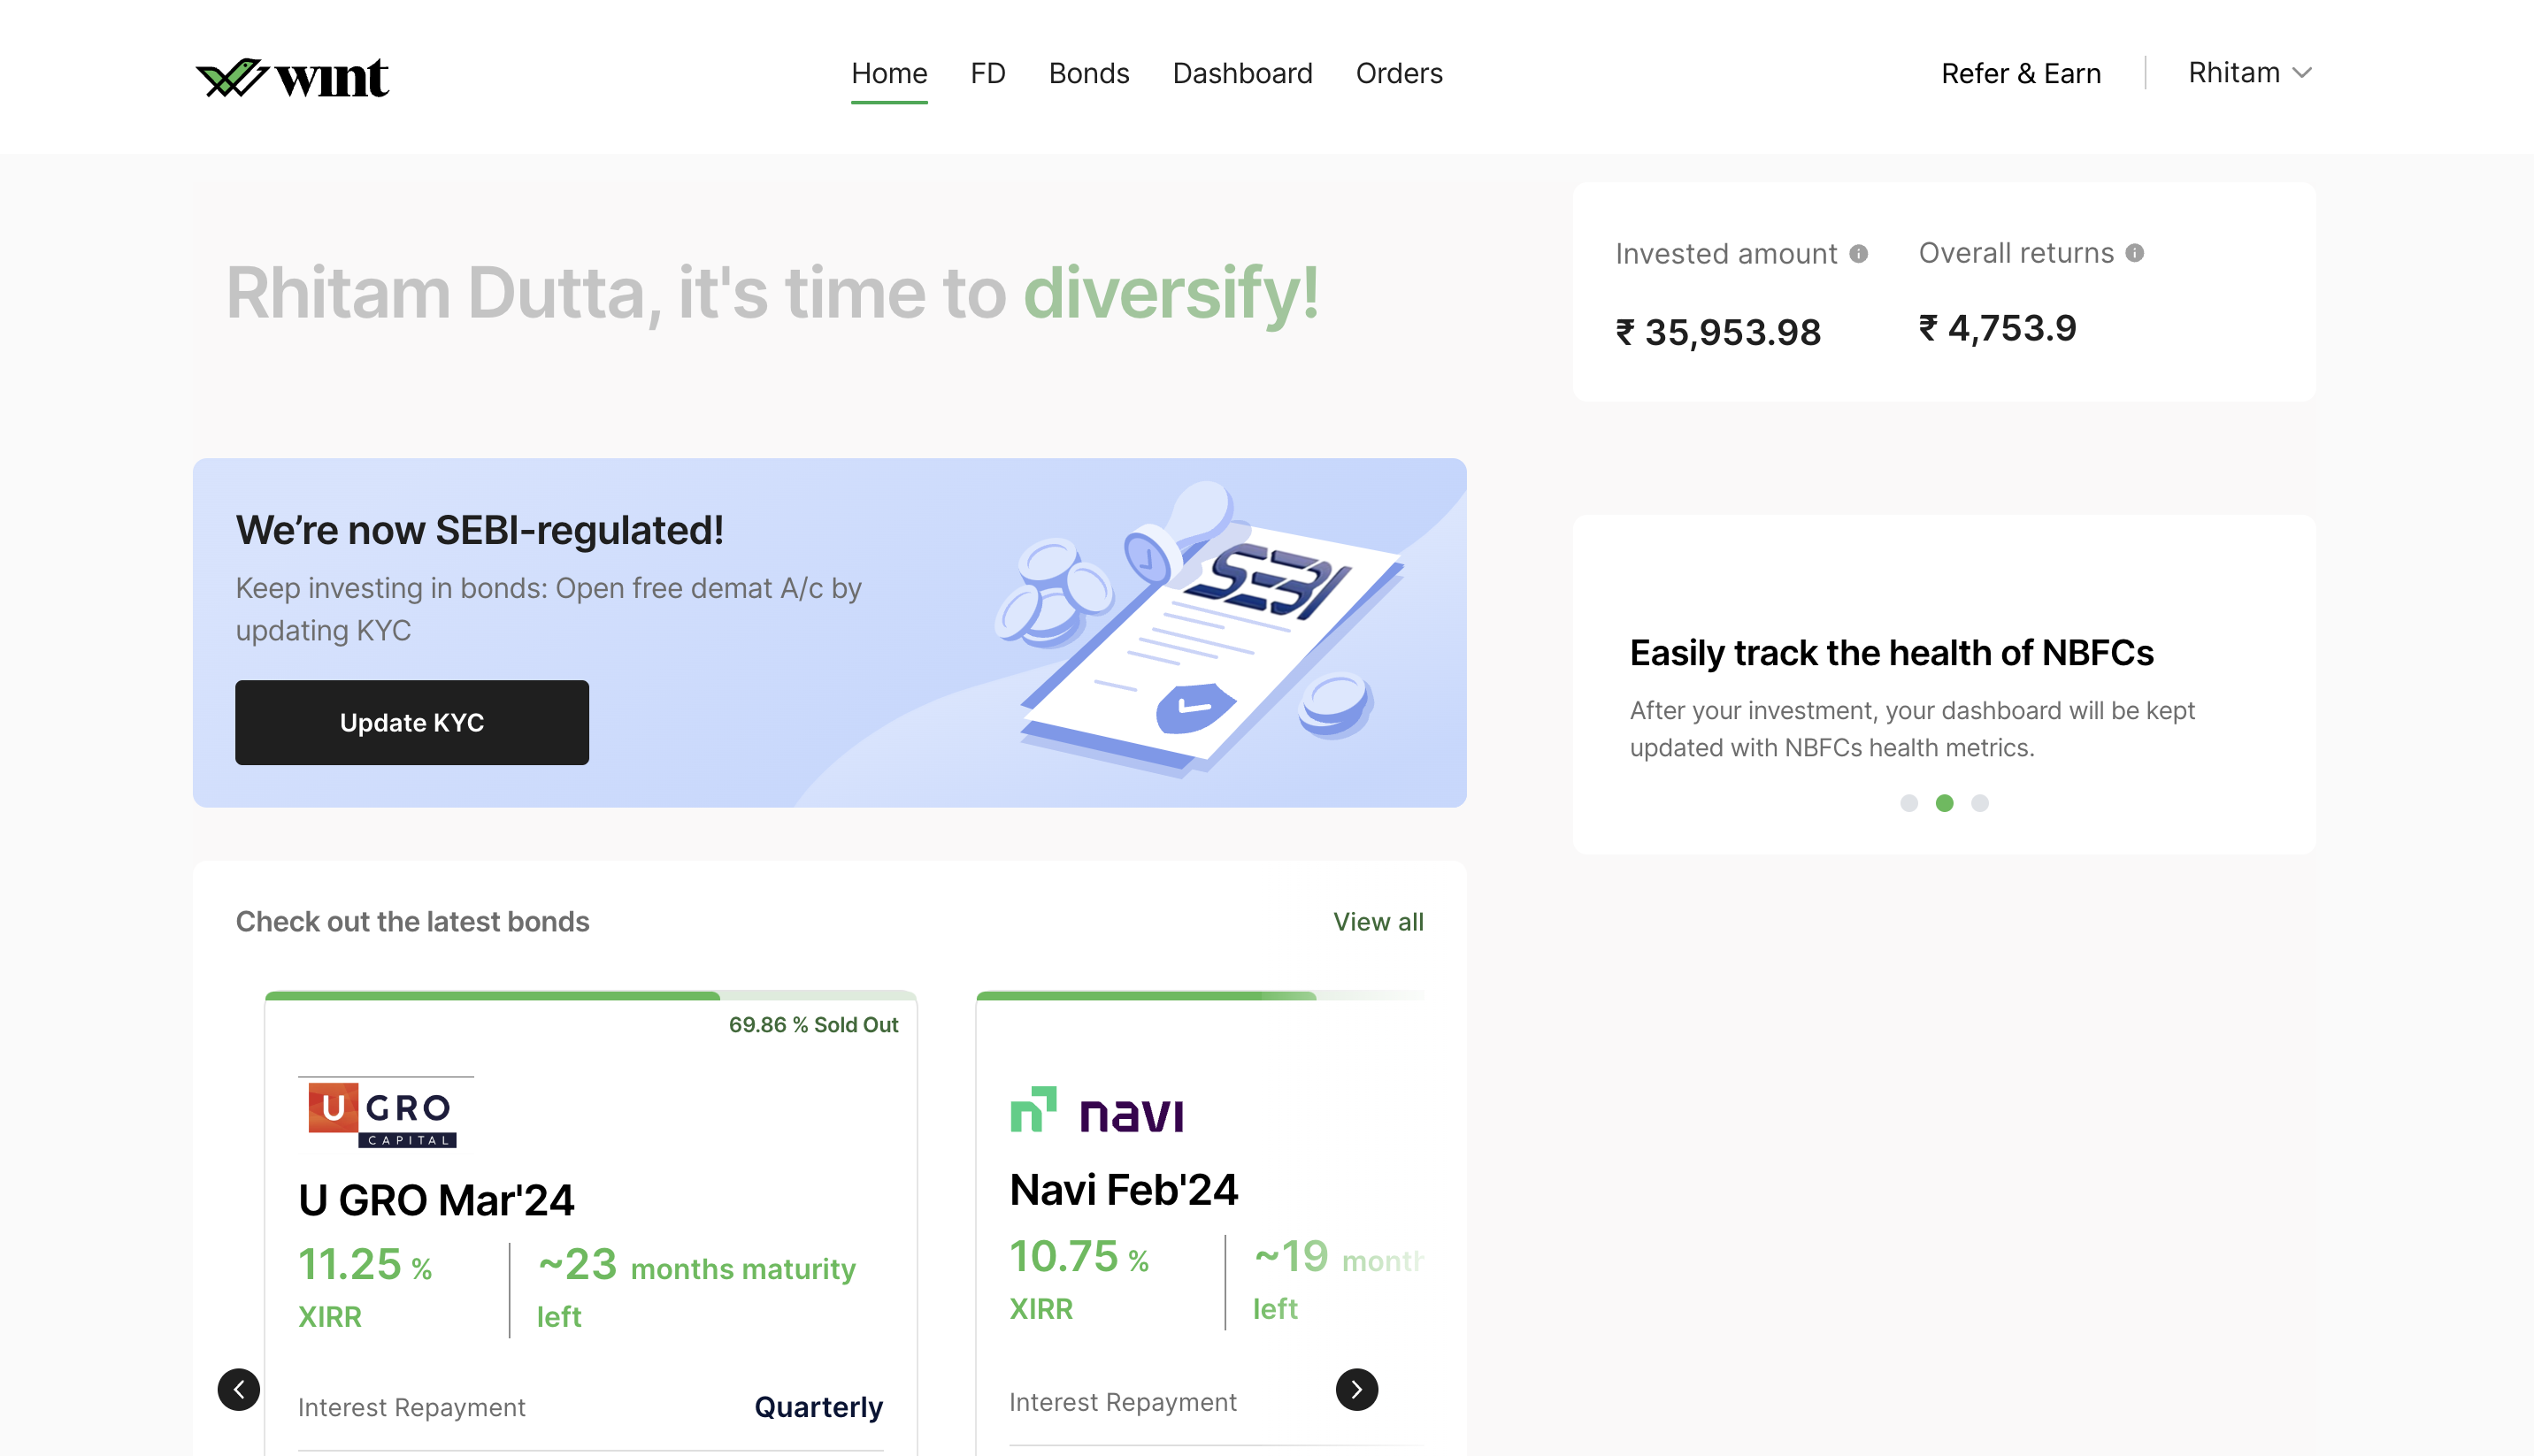 wint
Home
FD
Bonds
Dashboard
Orders
Refer & Earn
Rhitam
Rhitam Dutta, it's time to diversify!
Invested amount
Overall returns
₹ 35,953.98
₹ 4,753.9
We’re now SEBI-regulated!
Keep investing in bonds: Open free demat A/c by
updating KYC
Update KYC
SEBI
Easily track the health of NBFCs
After your investment, your dashboard will be kept
updated with NBFCs health metrics.
Check out the latest bonds
View all
69.86 % Sold Out
U GRO
CAPITAL
U GRO Mar'24
11.25 %
XIRR
~23 months maturity
left
Interest Repayment
Quarterly
navi
Navi Feb'24
10.75 %
XIRR
~19 month
left
Interest Repayment